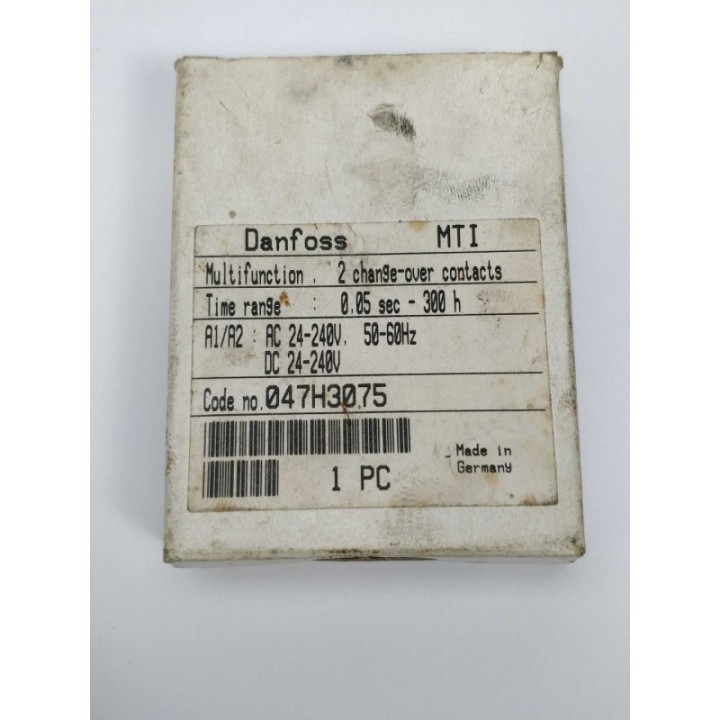 Danfoss MTI
Multifunction . 2 change-over contacts
Time range : 0,05 sec - 300 h
A1/A2 : AC 24-240V, 50-60Hz
DC 24-240V
Code no. 047H3075
Made in
Germany
1 PC